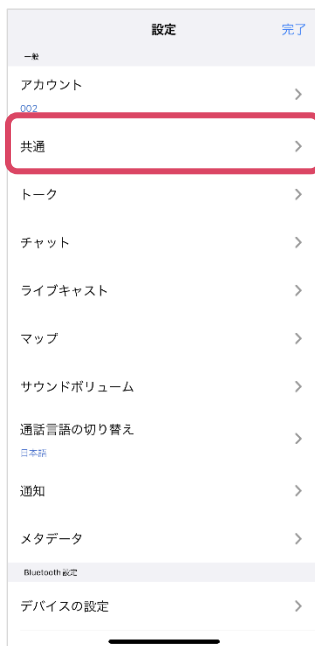 設定
完了
一般
アカウント
002
共通
トーク
チャット
ライブキャスト
マップ
サウンドボリューム
通話言語の切り替え
日本語
通知
メタデータ
Bluetooth 設定
デバイスの設定